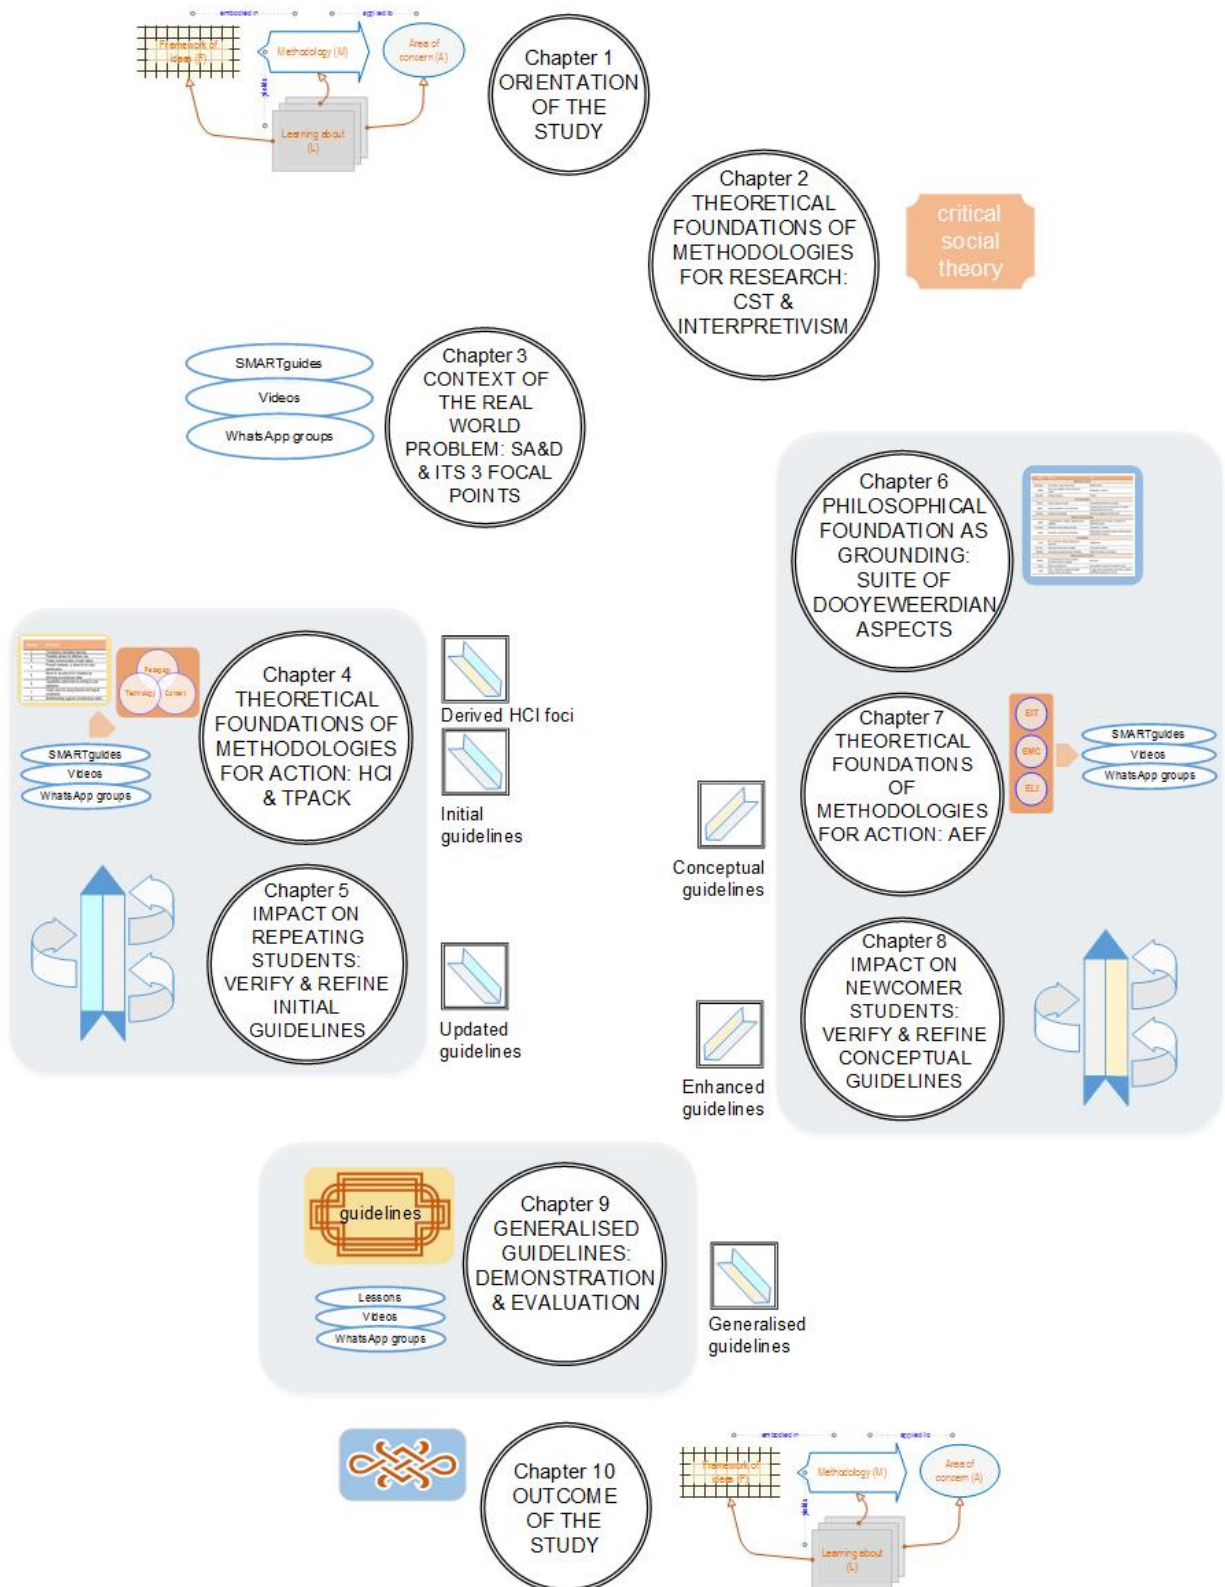 embodied in
applied to
Framework of
ideas (F)
Methodology (M)
Area of
concern (A)
yields
Learning about
(L)
Chapter 1
ORIENTATION
OF THE
STUDY
Chapter 2
THEORETICAL
FOUNDATIONS OF
METHODOLOGIES
FOR RESEARCH:
CST &
INTERPRETIVISM
critical
social
theory
SMARTguides
Videos
WhatsApp groups
Chapter 3
CONTEXT OF
THE REAL
WORLD
PROBLEM: SA&D
& ITS 3 FOCAL
POINTS
Chapter 6
PHILOSOPHICAL
FOUNDATION AS
GROUNDING:
SUITE OF
DOOYEWEERDIAN
ASPECTS
Pedagogy
Technology
Content
SMARTguides
Videos
WhatsApp groups
Chapter 4
THEORETICAL
FOUNDATIONS OF
METHODOLOGIES
FOR ACTION: HCI
& TPACK
Derived HCI foci
Initial
guidelines
Chapter 7
THEORETICAL
FOUNDATIONS
OF
METHODOLOGIES
FOR ACTION: AEF
EIT
EMC
ELI
SMARTguides
Videos
WhatsApp groups
Conceptual
guidelines
Chapter 5
IMPACT ON
REPEATING
STUDENTS:
VERIFY & REFINE
INITIAL
GUIDELINES
Updated
guidelines
Chapter 8
IMPACT ON
NEWCOMER
STUDENTS:
VERIFY & REFINE
CONCEPTUAL
GUIDELINES
Enhanced
guidelines
guidelines
Lessons
Videos
WhatsApp groups
Chapter 9
GENERALISED
GUIDELINES:
DEMONSTRATION
& EVALUATION
Generalised
guidelines
Chapter 10
OUTCOME
OF THE
STUDY
embodied in
applied to
Framework of
ideas (F)
Methodology (M)
Area of
concern (A)
yields
Learning about
(L)